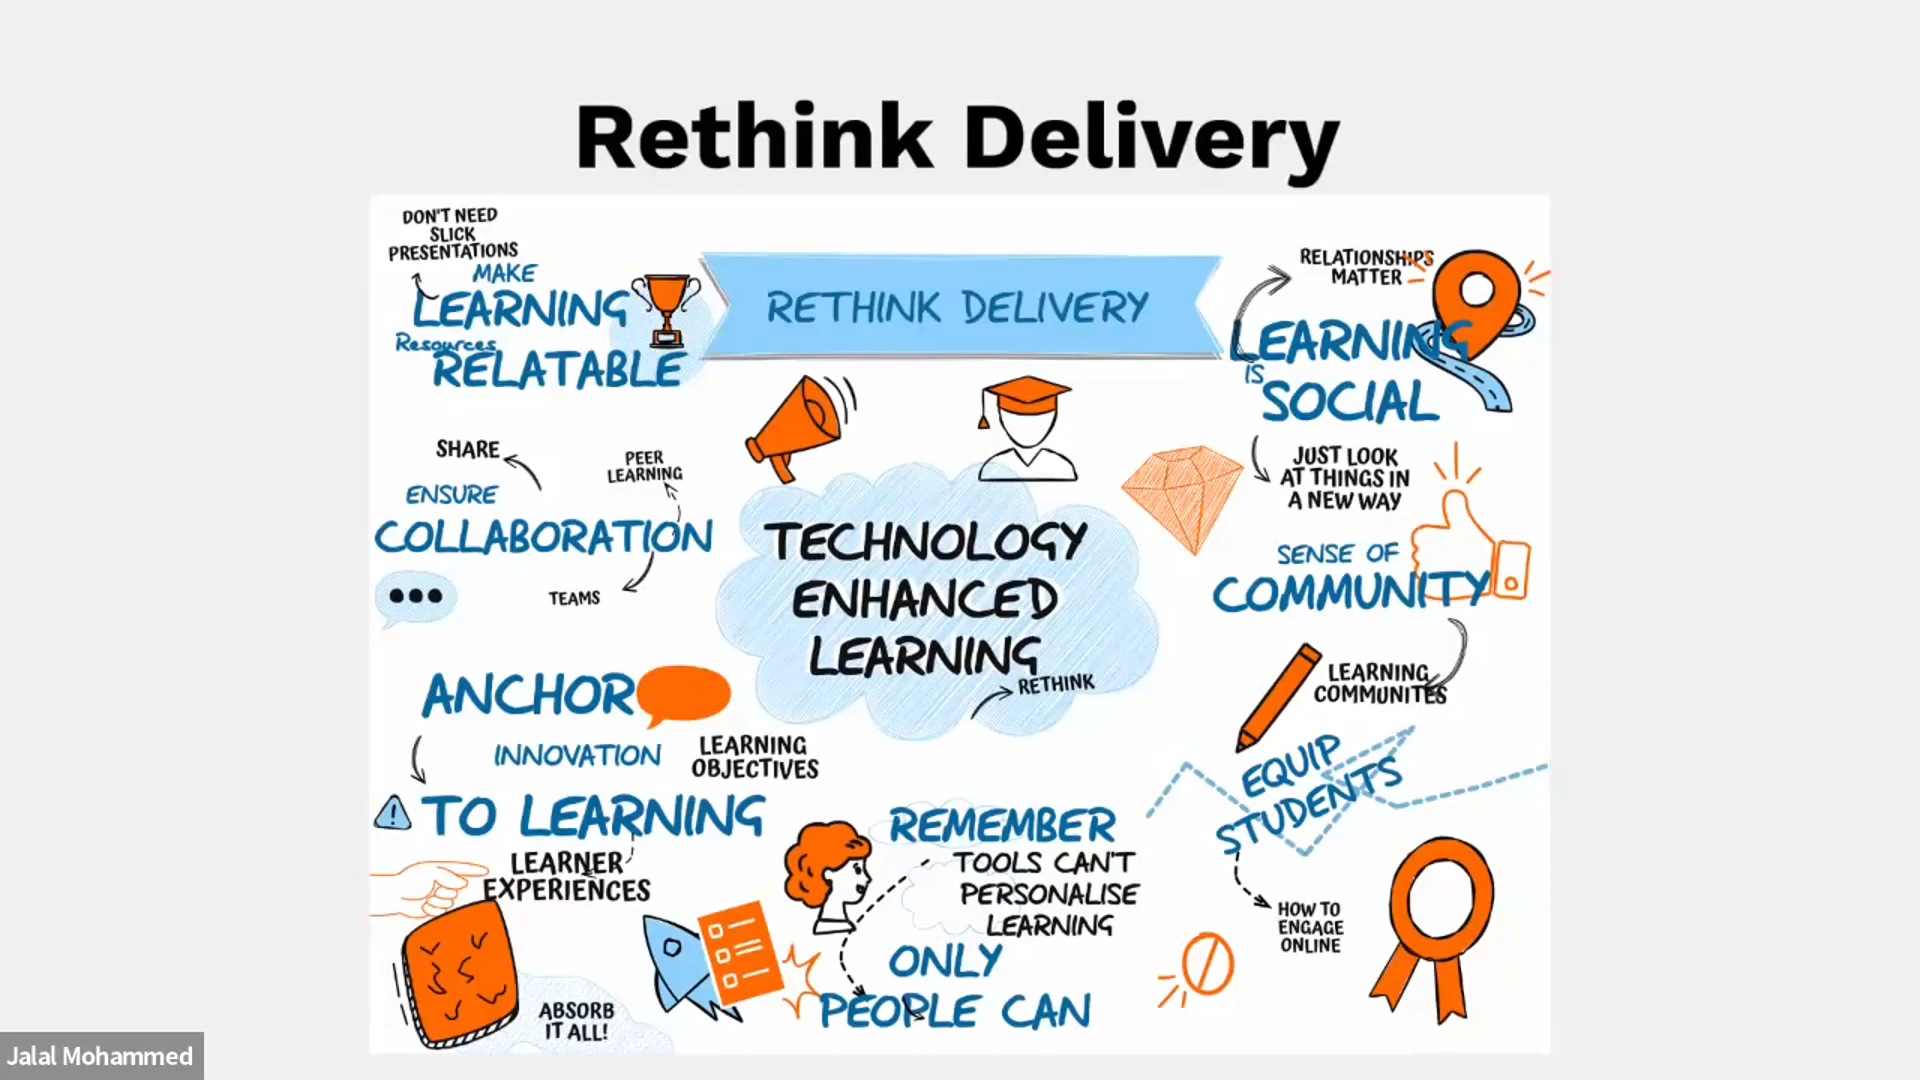 Rethink Delivery
DON'T NEED
SLICK
PRESENTATIONS
MAKE
LEARNING
Resources
RELATABLE
RETHINK DELIVERY
RELATIONSHIPS
MATTER
LEARNING
IS
SOCIAL
JUST LOOK
AT THINGS IN
A NEW WAY
SHARE
PEER
LEARNING
ENSURE
COLLABORATION
TEAMS
TECHNOLOGY
ENHANCED
LEARNING
RETHINK
SENSE OF
COMMUNITY
LEARNING
COMMUNITES
ANCHOR
INNOVATION
LEARNING
OBJECTIVES
TO LEARNING
LEARNER
EXPERIENCES
ABSORB
IT ALL!
REMEMBER
TOOLS CAN'T
PERSONALISE
LEARNING
ONLY
PEOPLE CAN
EQUIP
STUDENTS
HOW TO
ENGAGE
ONLINE
Jalal Mohammed